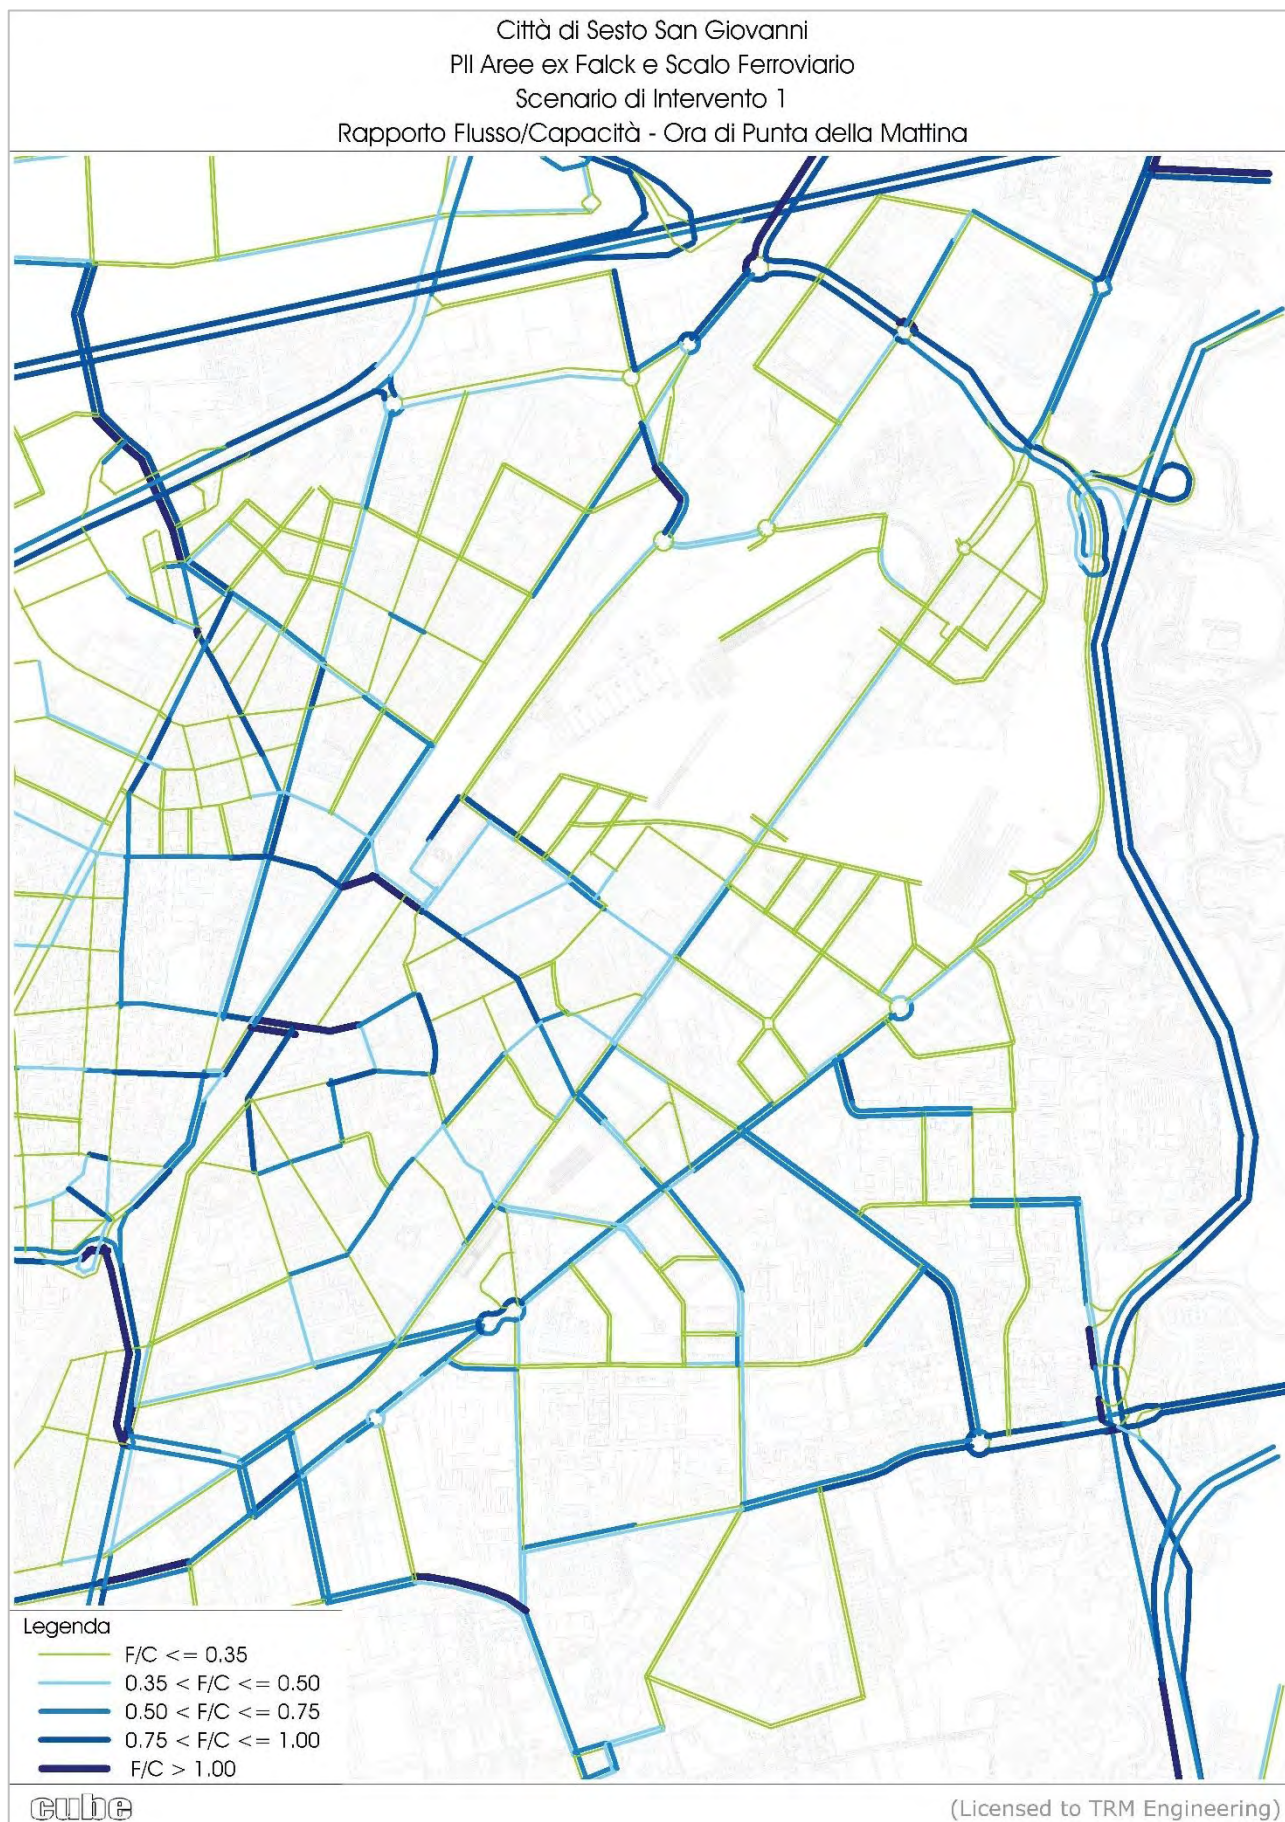 Città di Sesto San Giovanni
PII Aree ex Falck e Scalo Ferroviario
Scenario di Intervento 1
Rapporto Flusso/Capacità - Ora di Punta della Mattina
Legenda
F/C <= 0.35
0.35 < F/C <= 0.50
0.50 < F/C <= 0.75
0.75 < F/C <= 1.00
F/C > 1.00
cube
(Licensed to TRM Engineering)